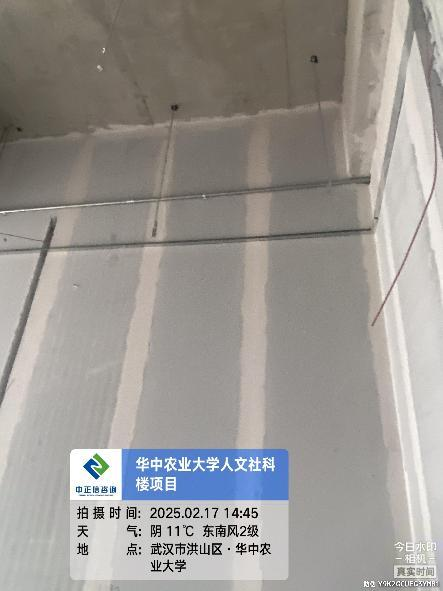 中正信咨询
华中农业大学人文社科
楼项目
拍摄时间: 2025.02.17 14:45
天 气: 阴 11℃ 东南风2级
地 点: 武汉市洪山区·华中农
业大学
今日水印
相机
真实时间